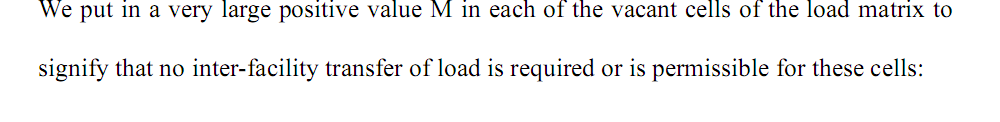 We put in a very large positive value M in each of the vacant cells of the load matrix to
signify that no inter-facility transfer of load is required or is permissible for these cells: